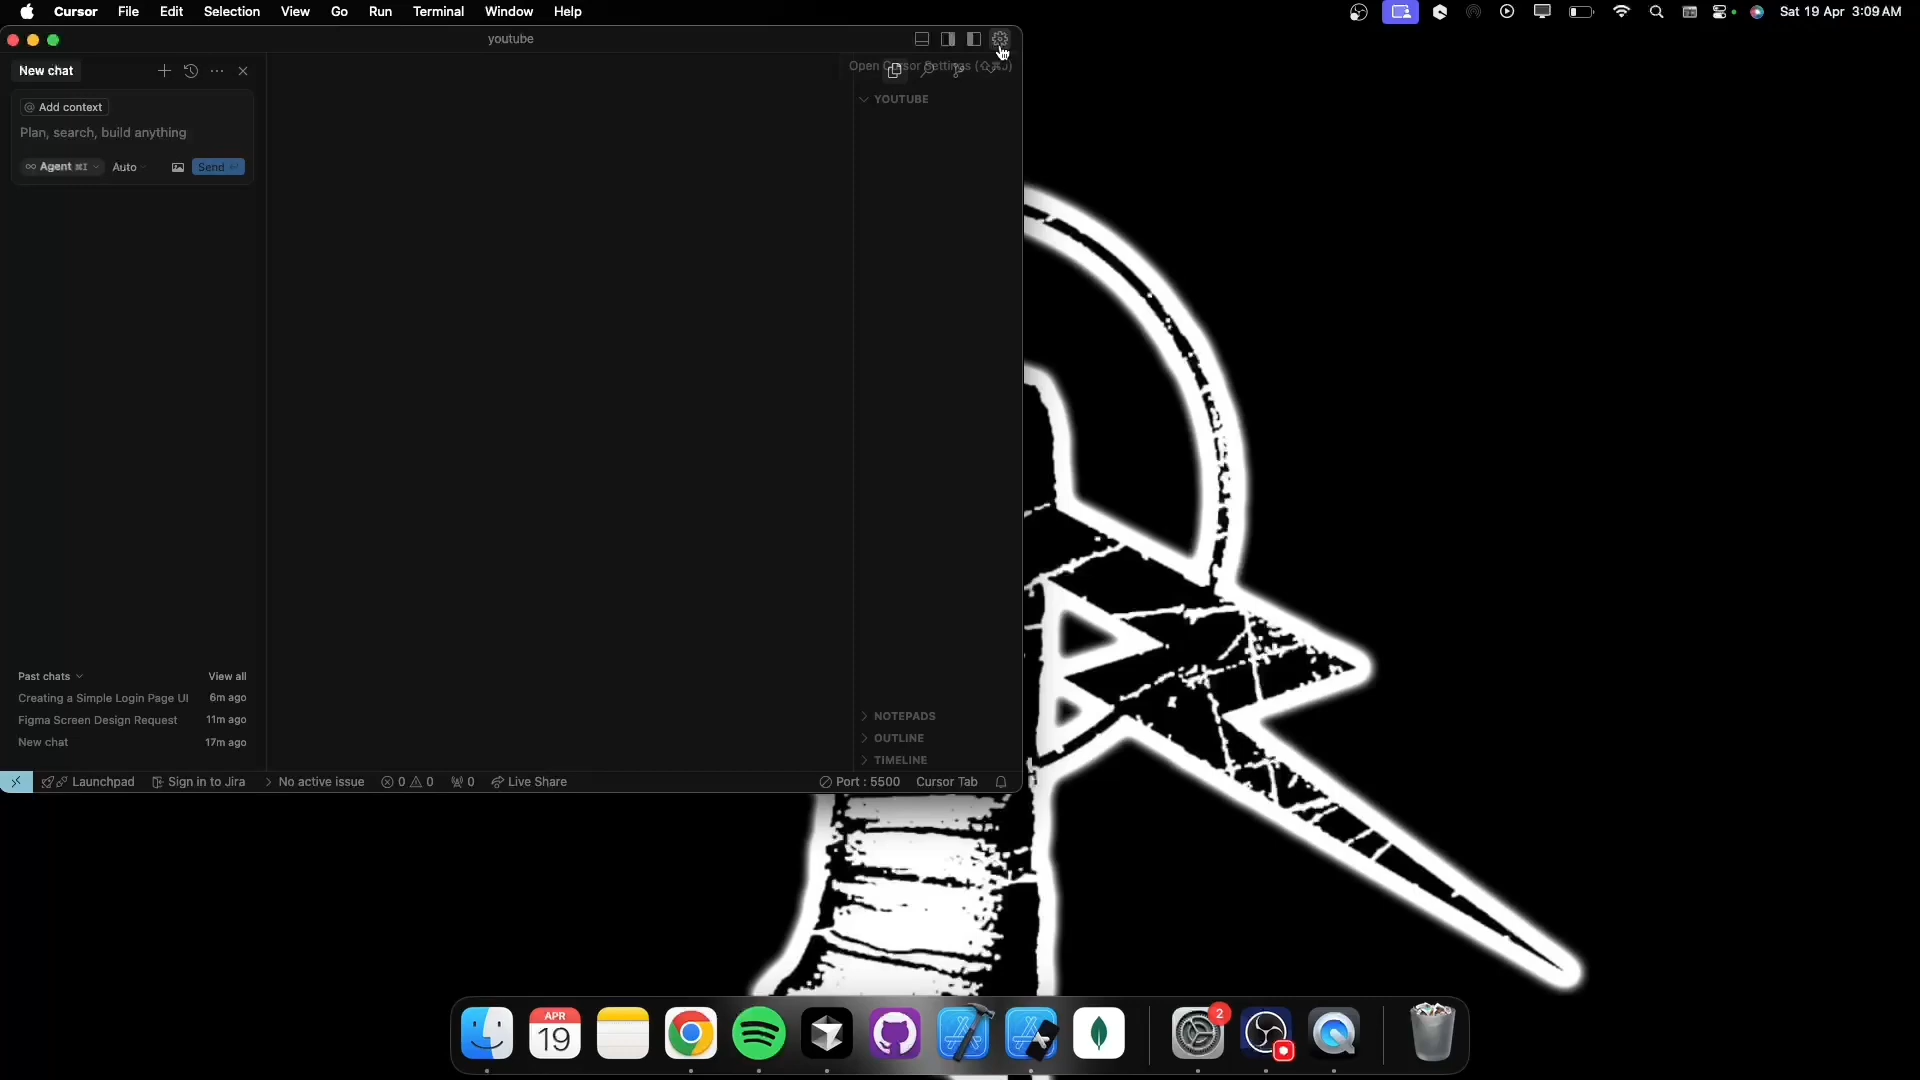 Cursor File Edit Selection View Go Run Terminal Window Help
Sat 19 Apr 3:09 AM
youtube
New chat
Open Cursor Settings (⇧⌘J)
@ Add context
YOUTUBE
Plan, search, build anything
∞ Agent ⌘I Auto Send
Past chats View all
Creating a Simple Login Page UI 6m ago
Figma Screen Design Request 11m ago
New chat 17m ago
NOTEPADS
OUTLINE
TIMELINE
Launchpad Sign in to Jira > No active issue 0 0 0 Live Share Port : 5500 Cursor Tab
APR
19
2